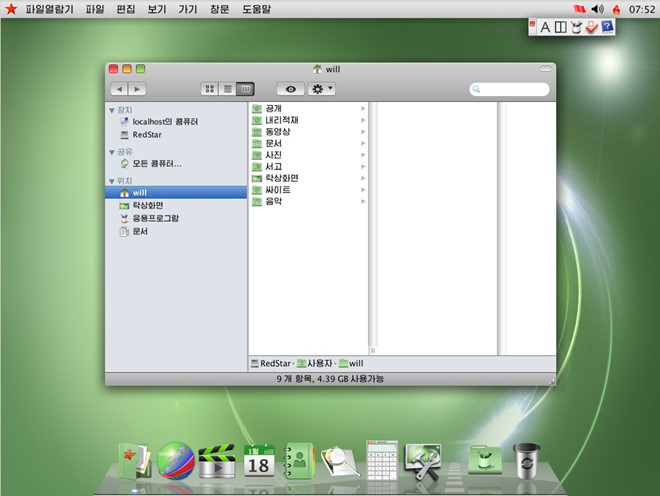 파일열람기 파일 편집 보기 가기 창문 도움말 07:52
A
will
장치
localhost의 콤퓨터
RedStar
공유
모든 콤퓨터...
위치
will
탁상화면
응용프로그람
문서
공개
내리적재
동영상
문서
사진
서고
탁상화면
싸이트
음악
RedStar 사용자 will
9 개 항목, 4.39 GB 사용가능
1월
18